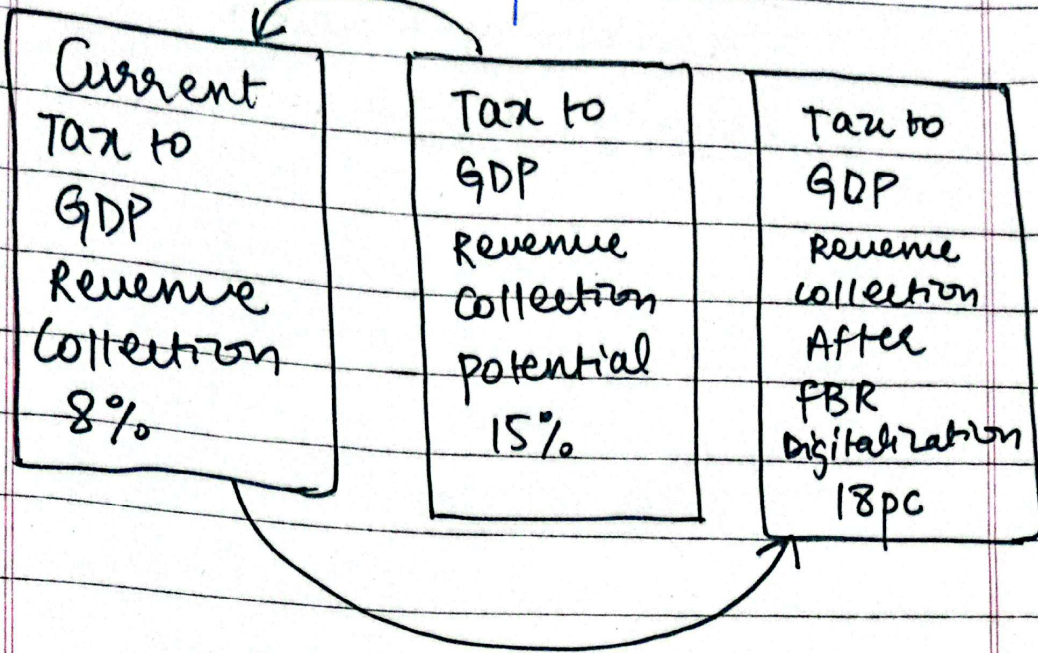 Current
Tax to
GDP
Revenue
Collection
8%
Tax to
GDP
Revenue
Collection
potential
15%
Tax to
GDP
Revenue
collection
After
FBR
Digitalization
18pc